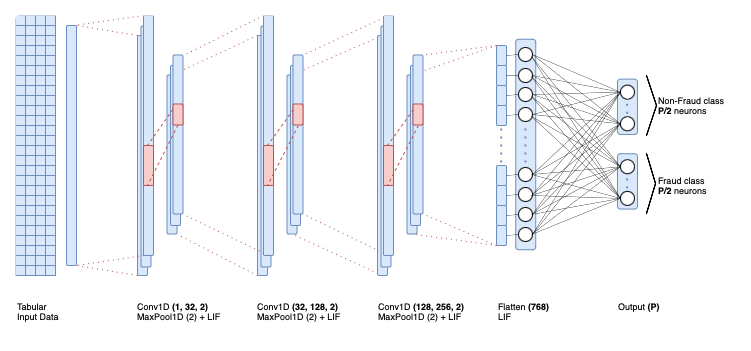 Non-Fraud class
P/2 neurons
Fraud class
P/2 neurons
Tabular
Input Data
Conv1D (1, 32, 2)
MaxPool1D (2) + LIF
Conv1D (32, 128, 2)
MaxPool1D (2) + LIF
Conv1D (128, 256, 2)
MaxPool1D (2) + LIF
Flatten (768)
LIF
Output (P)